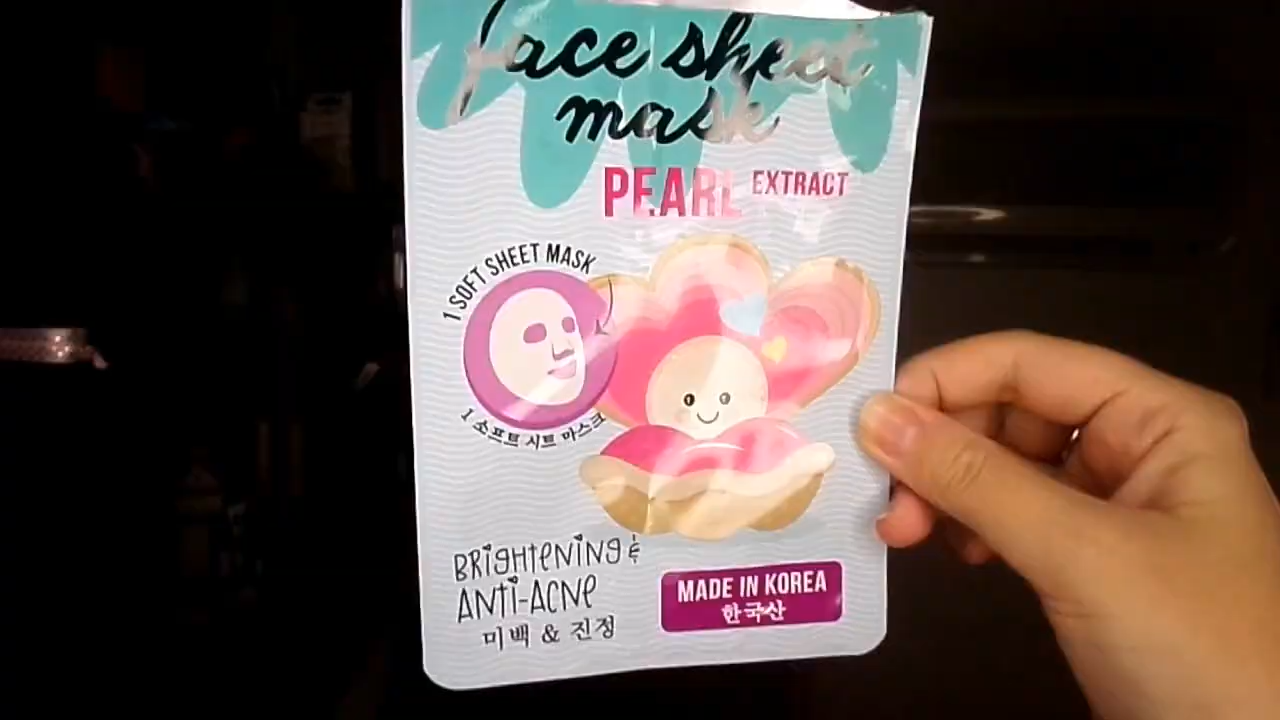 face sheet
mask
PEARL EXTRACT
1 SOFT SHEET MASK
1 소프트 시트 마스크
BRIGHTENING &
ANTI-ACNE
미백 & 진정
MADE IN KOREA
한국산